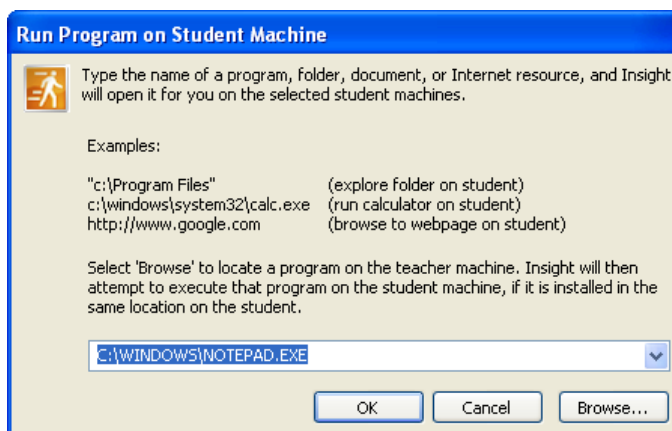 Run Program on Student Machine
Type the name of a program, folder, document, or Internet resource, and Insight
will open it for you on the selected student machines.
Examples:
"c:\Program Files" (explore folder on student)
c:\windows\system32\calc.exe (run calculator on student)
http://www.google.com (browse to webpage on student)
Select 'Browse' to locate a program on the teacher machine. Insight will then
attempt to execute that program on the student machine, if it is installed in the
same location on the student.
C:\WINDOWS\NOTEPAD.EXE
OK Cancel Browse...